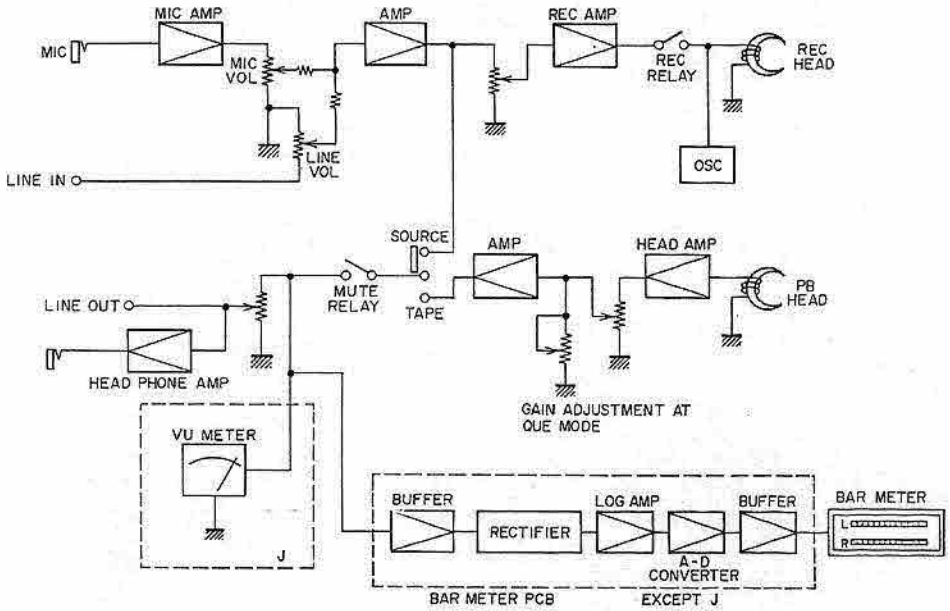 MIC AMP
AMP
REC AMP
MIC
MIC
VOL
REC
RELAY
REC
HEAD
LINE
VOL
LINE IN
OSC
SOURCE
AMP
HEAD AMP
MUTE
RELAY
TAPE
LINE OUT
PB
HEAD
HEAD PHONE AMP
GAIN ADJUSTMENT AT
QUE MODE
VU METER
J
BUFFER
RECTIFIER
LOG AMP
A-D
CONVERTER
BUFFER
BAR METER
L
R
BAR METER PCB
EXCEPT J